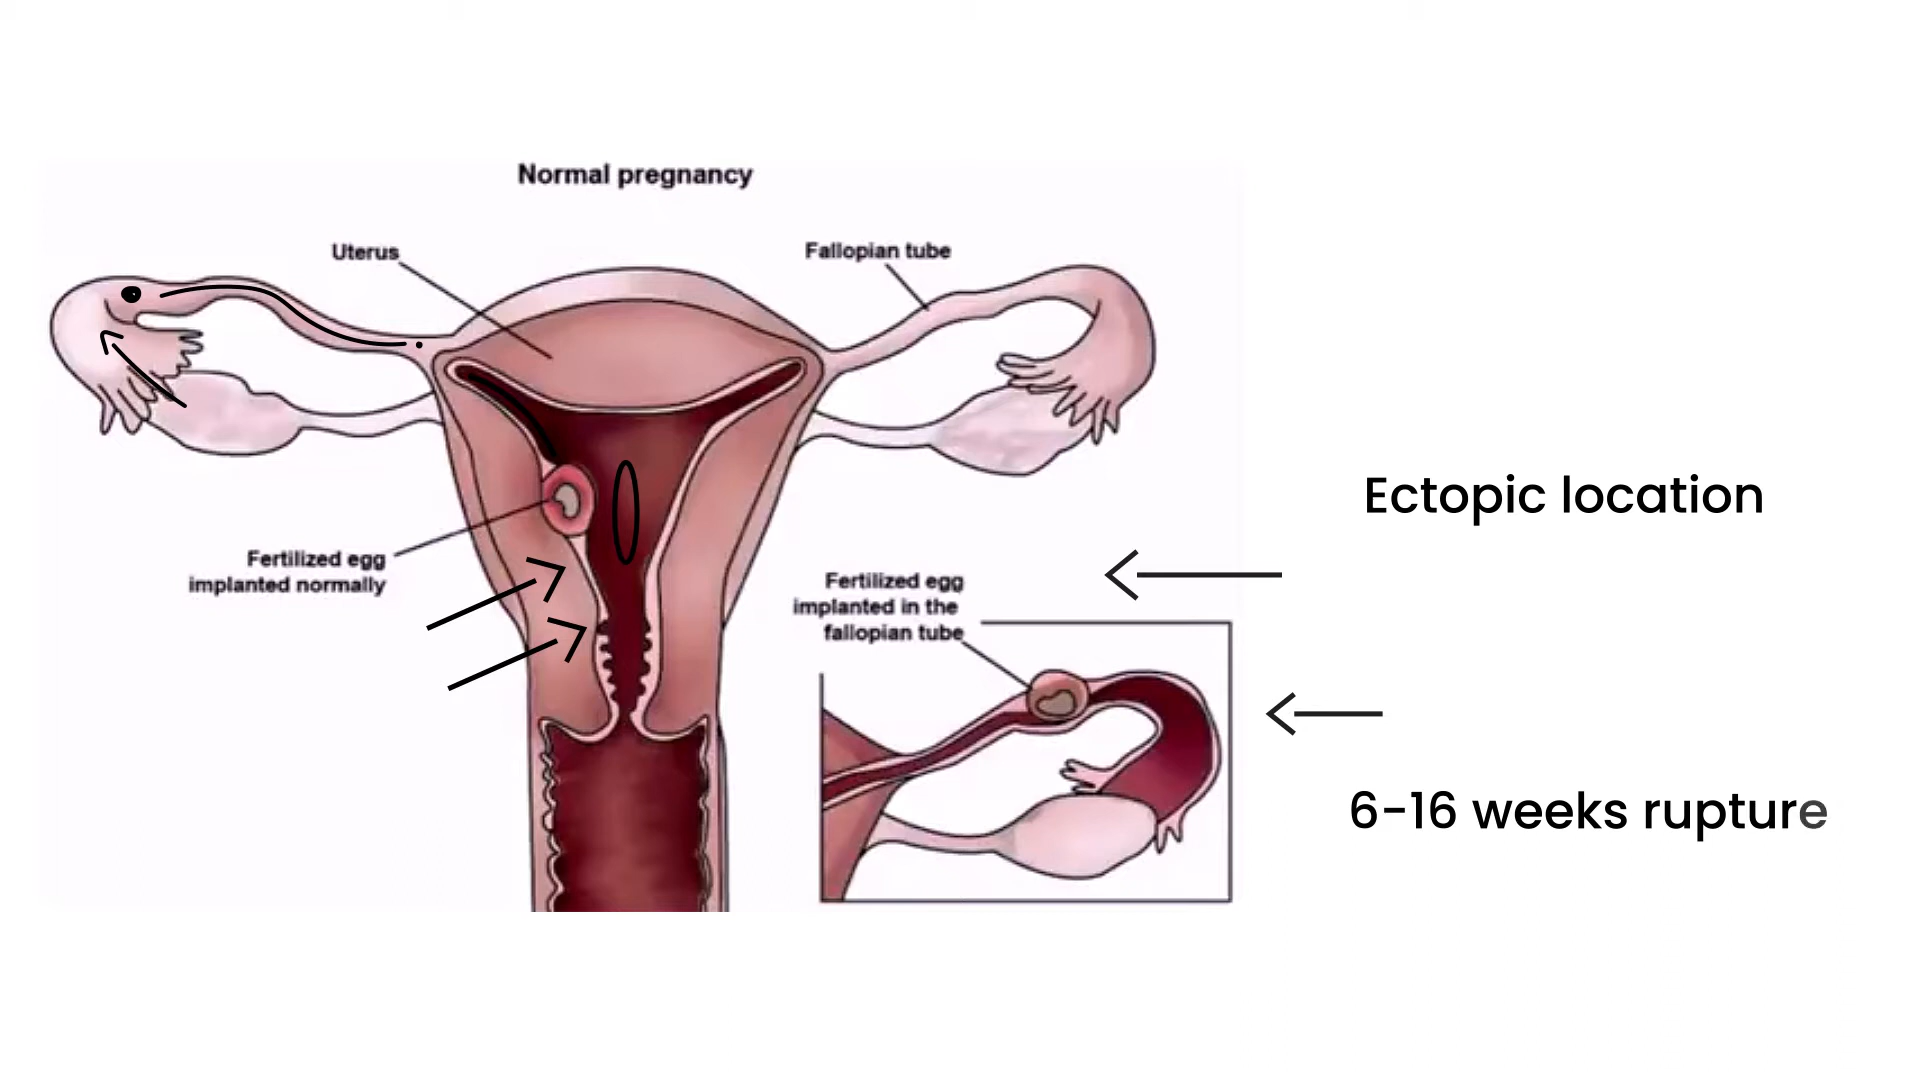 Normal pregnancy
Uterus
Fallopian tube
Fertilized egg
implanted normally
Ectopic location
Fertilized egg
implanted in the
fallopian tube
6-16 weeks rupture